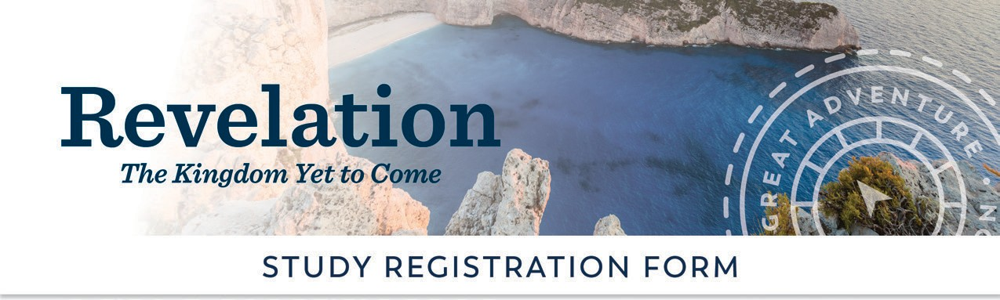 Revelation
The Kingdom Yet to Come
GREAT ADVENTURE •
STUDY REGISTRATION FORM